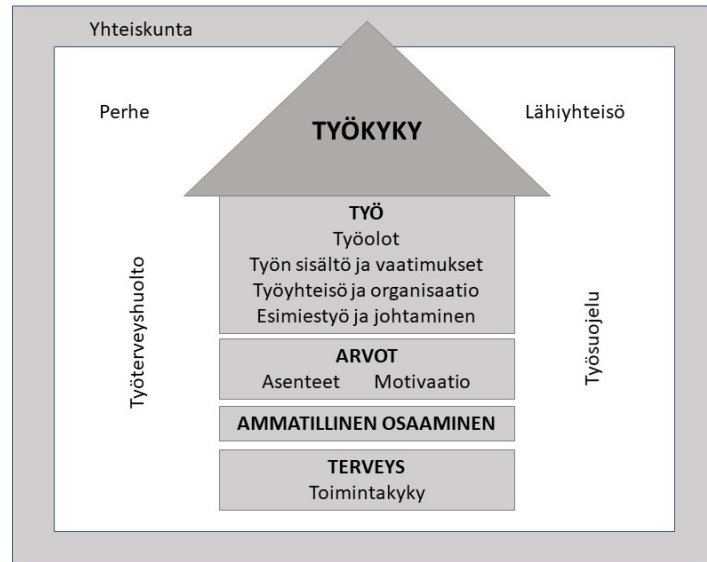 Yhteiskunta
Perhe
Lähiyhteisö
TYÖKYKY
TYÖ
Työolot
Työn sisältö ja vaatimukset
Työyhteisö ja organisaatio
Esimiestyö ja johtaminen
Työterveyshuolto
Työsuojelu
ARVOT
Asenteet Motivaatio
AMMATILLINEN OSAAMINEN
TERVEYS
Toimintakyky